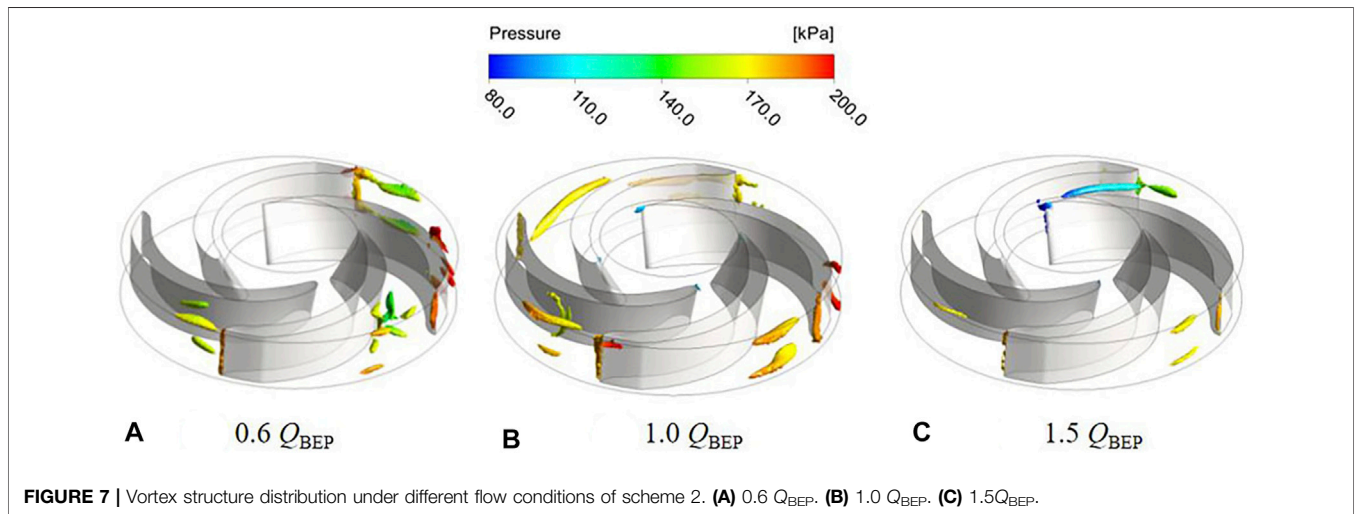 Pressure [kPa]
80.0 110.0 140.0 170.0 200.0
A 0.6 QBEP B 1.0 QBEP C 1.5 QBEP
FIGURE 7 | Vortex structure distribution under different flow conditions of scheme 2. (A) 0.6 QBEP. (B) 1.0 QBEP. (C) 1.5QBEP.